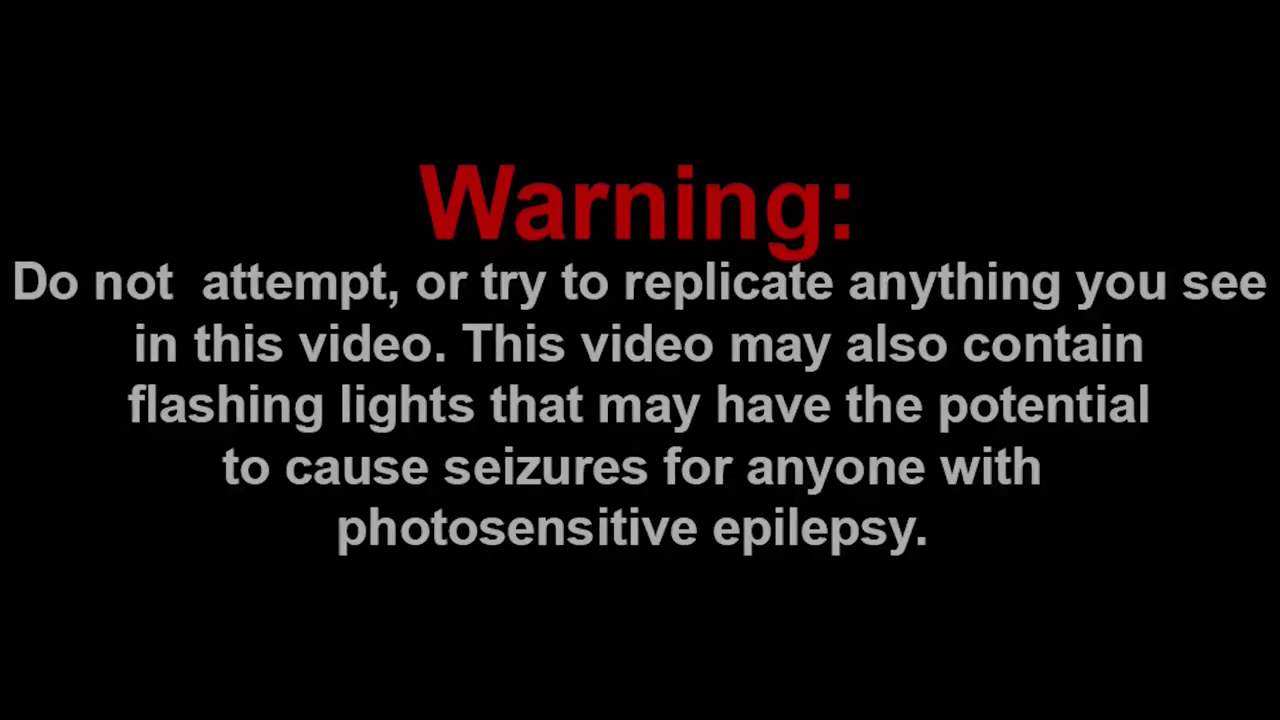 Warning:
Do not  attempt, or try to replicate anything you see
in this video. This video may also contain
flashing lights that may have the potential
to cause seizures for anyone with
photosensitive epilepsy.